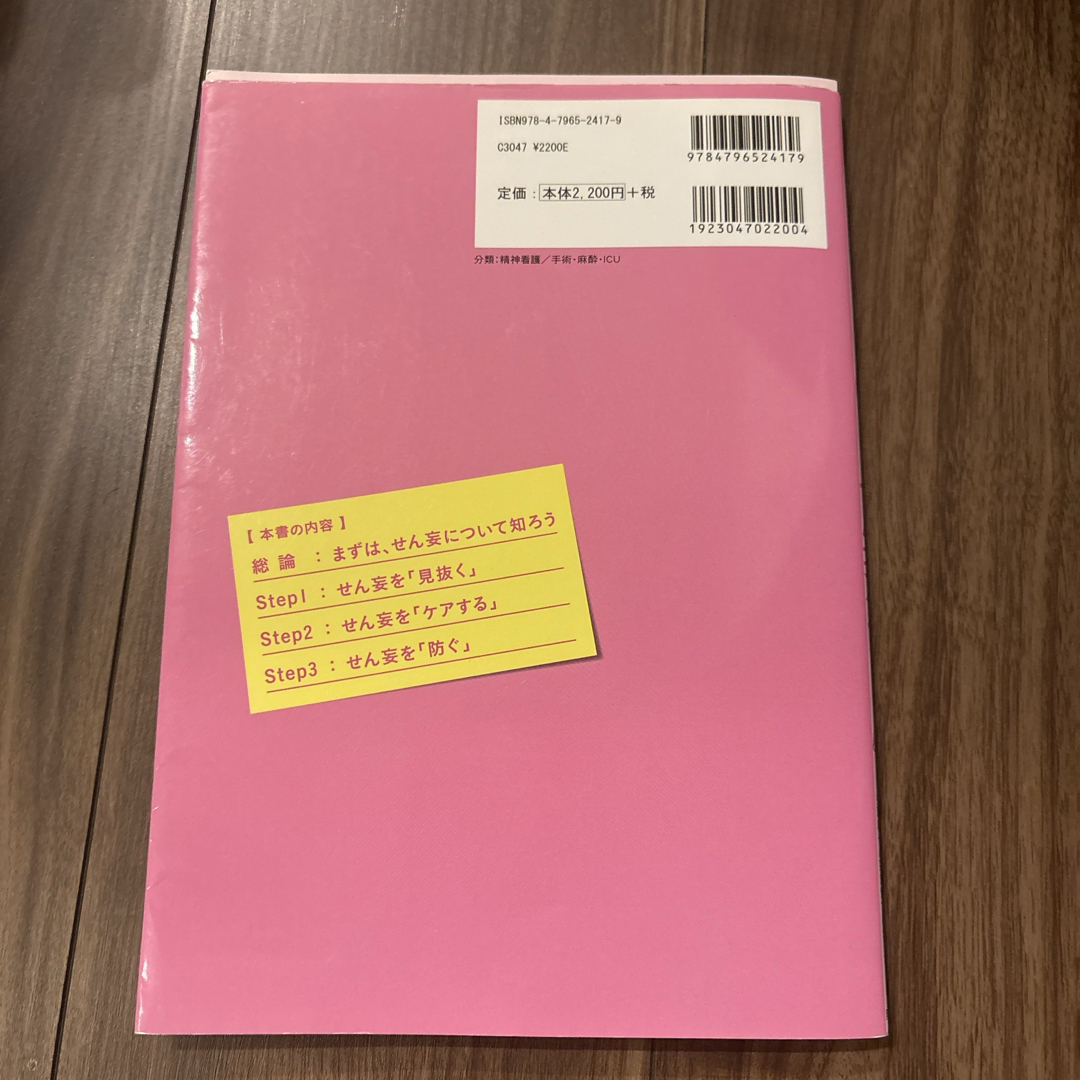 ISBN978-4-7965-2417-9
C3047 ¥2200E
定価：本体2,200円＋税
9784796524179
1923047022004
分類：精神看護／手術・麻酔・ICU
【 本書の内容 】
総 論 ： まずは、せん妄について知ろう
Step1 ： せん妄を「見抜く」
Step2 ： せん妄を「ケアする」
Step3 ： せん妄を「防ぐ」